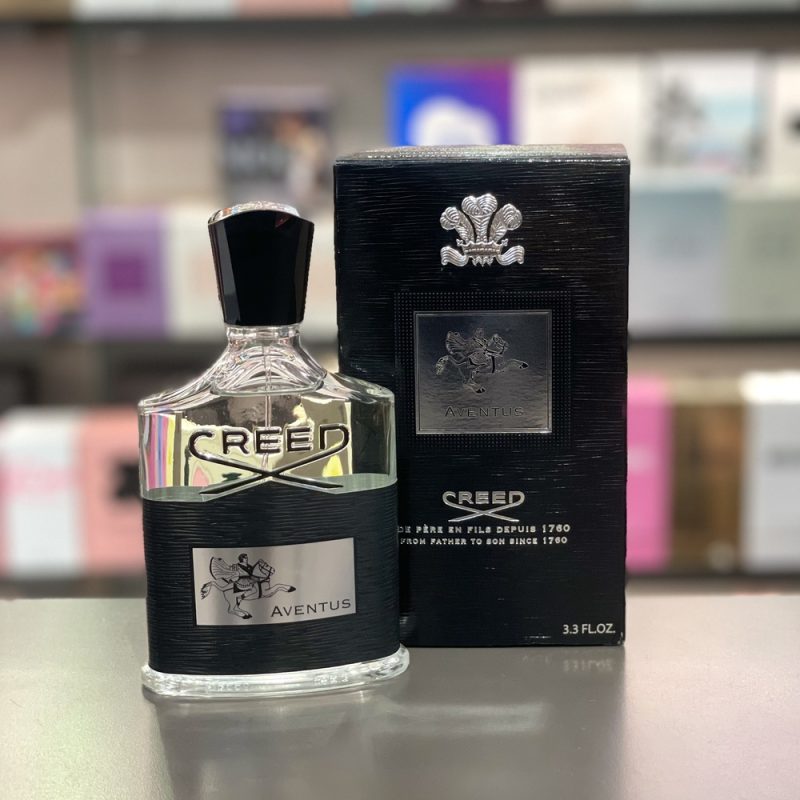 CREED
AVENTUS
AVENTUS
CREED
DE PÈRE EN FILS DEPUIS 1760
FROM FATHER TO SON SINCE 1760
3.3 FL.OZ.